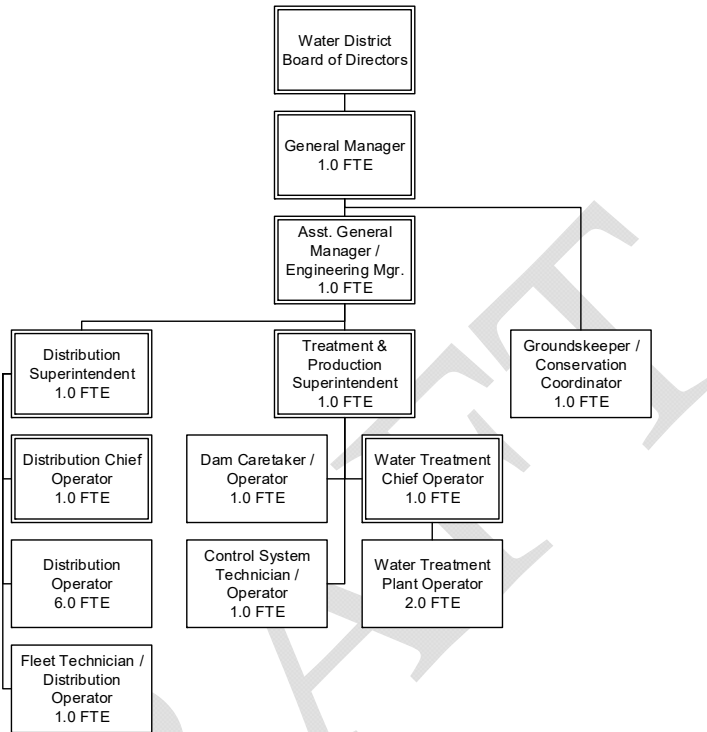 Water District
Board of Directors
General Manager
1.0 FTE
Asst. General
Manager /
Engineering Mgr.
1.0 FTE
Distribution
Superintendent
1.0 FTE
Treatment &
Production
Superintendent
1.0 FTE
Groundskeeper /
Conservation
Coordinator
1.0 FTE
Distribution Chief
Operator
1.0 FTE
Dam Caretaker /
Operator
1.0 FTE
Water Treatment
Chief Operator
1.0 FTE
Distribution
Operator
6.0 FTE
Control System
Technician /
Operator
1.0 FTE
Water Treatment
Plant Operator
2.0 FTE
Fleet Technician /
Distribution
Operator
1.0 FTE